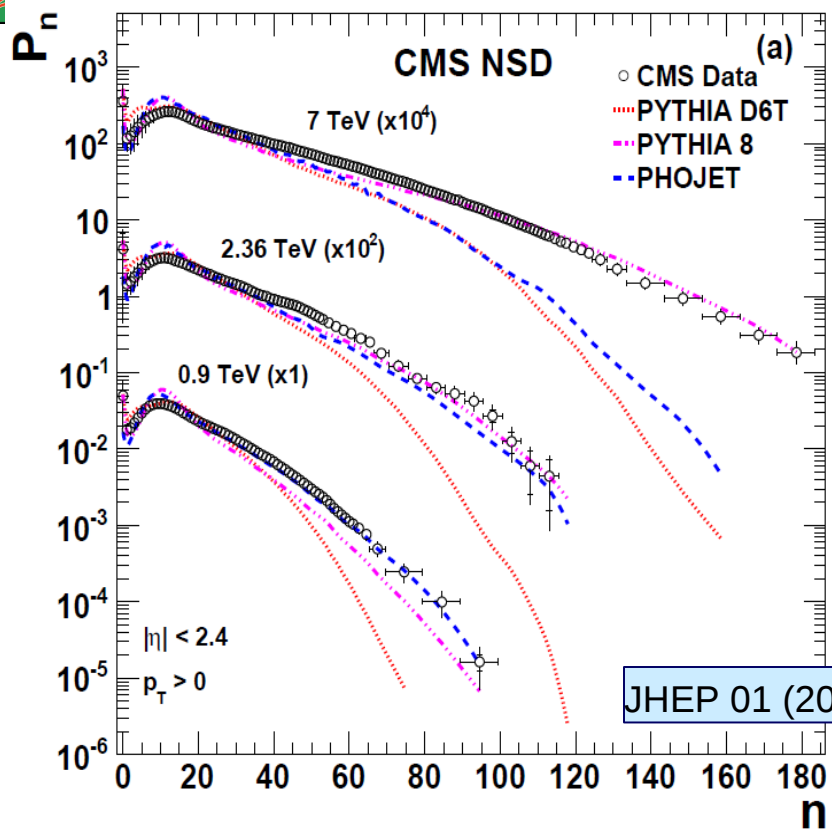 Pn
(a)
CMS NSD
CMS Data
PYTHIA D6T
PYTHIA 8
PHOJET
7 TeV (x10⁴)
2.36 TeV (x10²)
0.9 TeV (x1)
|η| < 2.4
pT > 0
JHEP 01 (20
10³
10²
10
1
10⁻¹
10⁻²
10⁻³
10⁻⁴
10⁻⁵
10⁻⁶
0 20 40 60 80 100 120 140 160 180
n